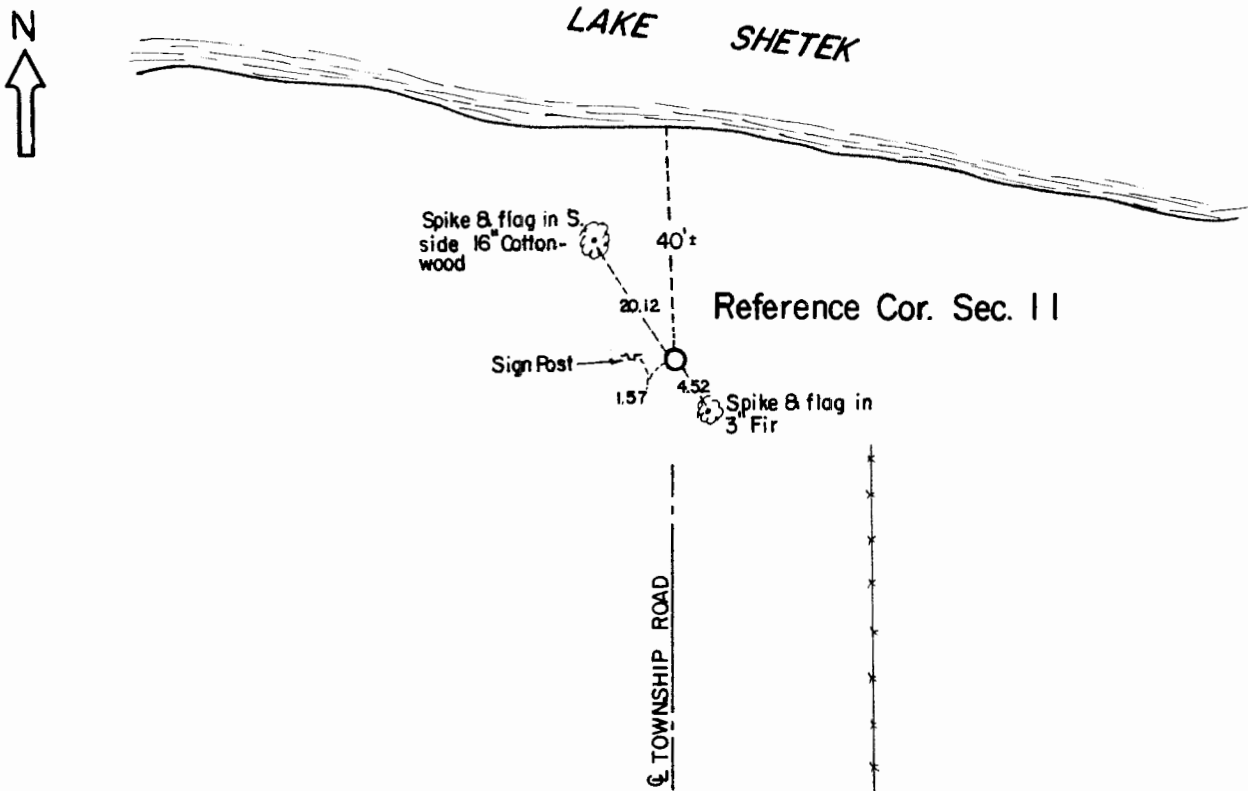 N
LAKE SHETEK
Spike & flag in S.
side 16" Cotton-
wood
40'±
20.12
Reference Cor. Sec. 11
Sign Post
1.57
4.52
Spike & flag in
3" Fir
℄ TOWNSHIP ROAD